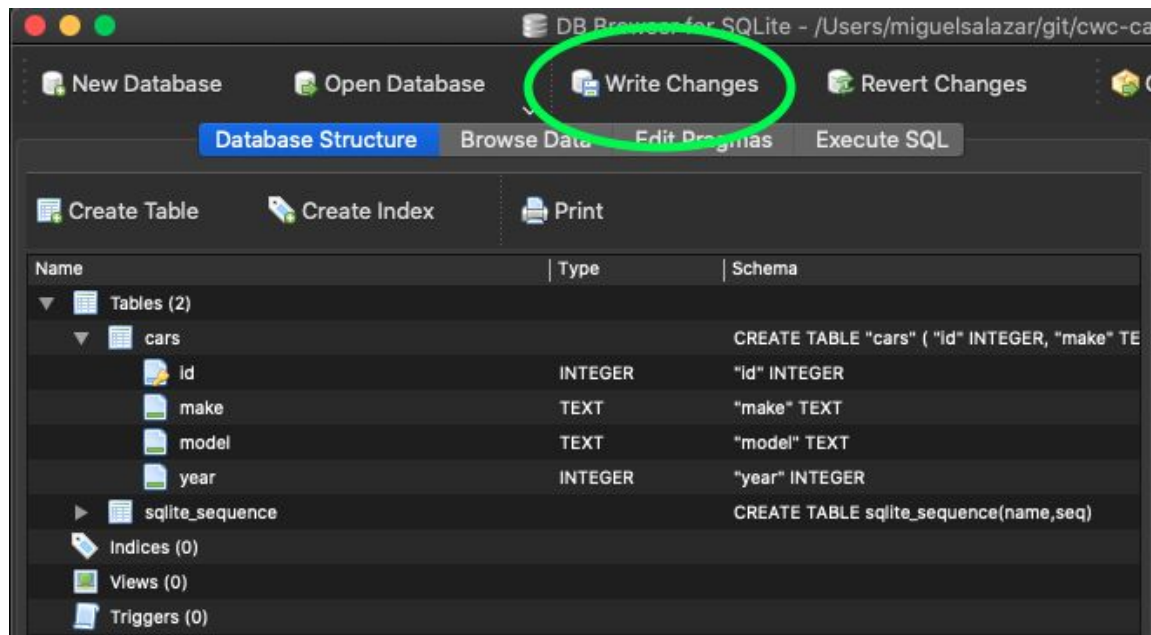 DB Browser for SQLite - /Users/miguelsalazar/git/cwc-ca
New Database Open Database Write Changes Revert Changes
Database Structure Browse Data Edit Pragmas Execute SQL
Create Table Create Index Print
Name Type Schema
Tables (2)
cars CREATE TABLE "cars" ( "id" INTEGER, "make" TE
id INTEGER "id" INTEGER
make TEXT "make" TEXT
model TEXT "model" TEXT
year INTEGER "year" INTEGER
sqlite_sequence CREATE TABLE sqlite_sequence(name,seq)
Indices (0)
Views (0)
Triggers (0)